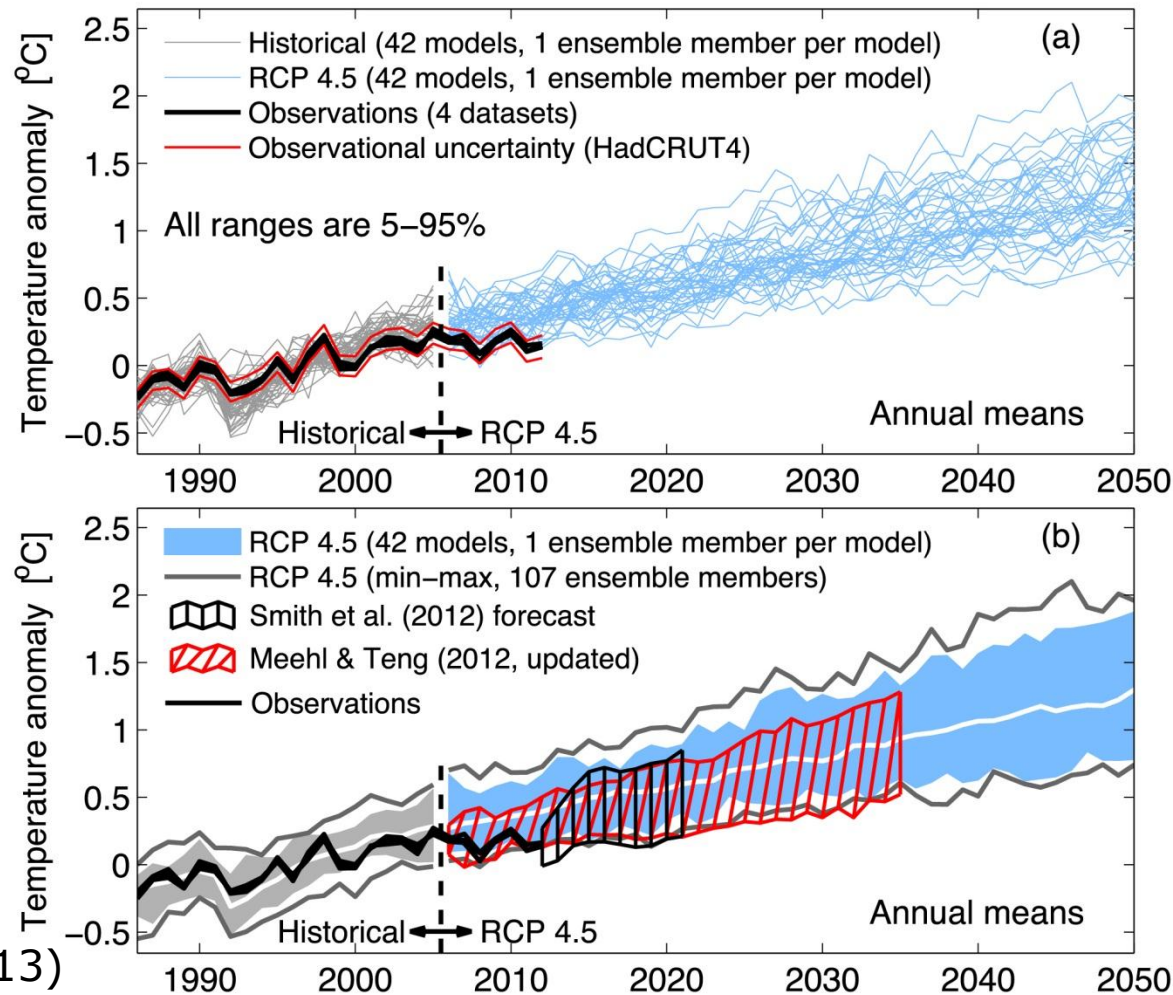 Temperature anomaly [ºC]
2.5
2
1.5
1
0.5
0
−0.5
Historical (42 models, 1 ensemble member per model)
RCP 4.5 (42 models, 1 ensemble member per model)
Observations (4 datasets)
Observational uncertainty (HadCRUT4)
(a)
All ranges are 5−95%
Historical
RCP 4.5
Annual means
1990 2000 2010 2020 2030 2040 2050
Temperature anomaly [ºC]
2.5
2
1.5
1
0.5
0
−0.5
RCP 4.5 (42 models, 1 ensemble member per model)
RCP 4.5 (min−max, 107 ensemble members)
Smith et al. (2012) forecast
Meehl & Teng (2012, updated)
Observations
(b)
Historical
RCP 4.5
Annual means
1990 2000 2010 2020 2030 2040 2050
13)